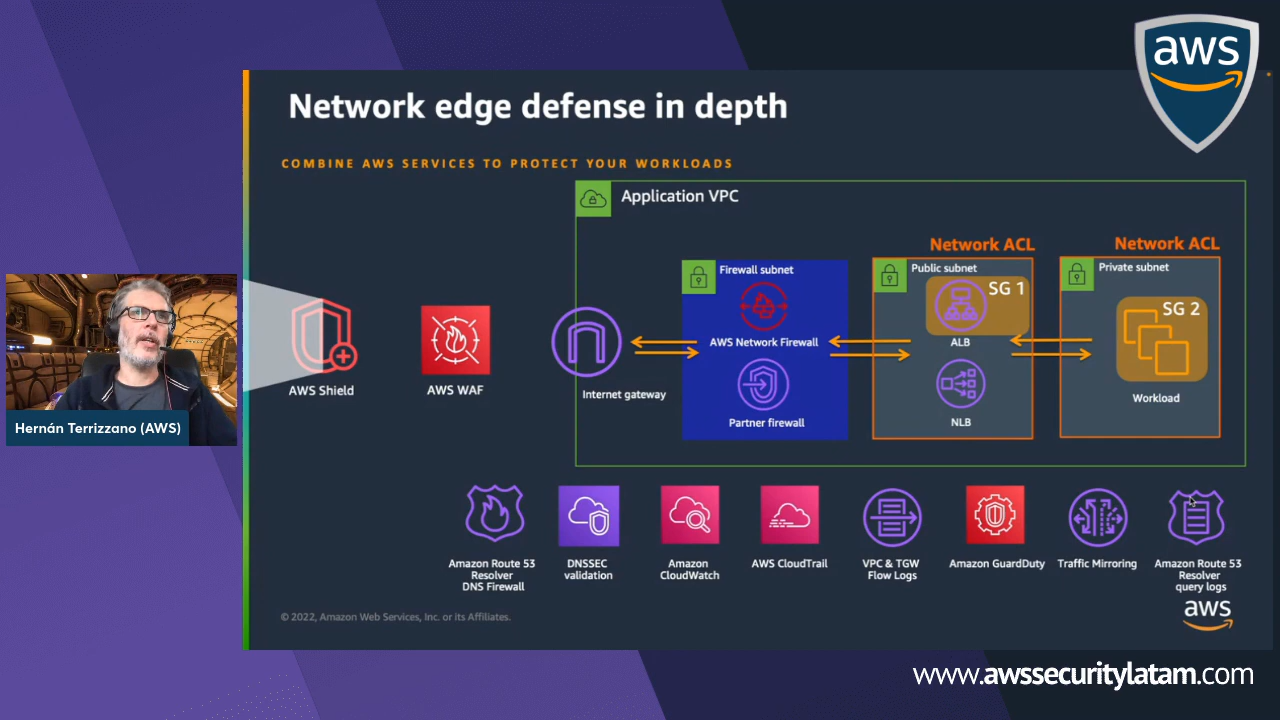 aws
Network edge defense in depth
COMBINE AWS SERVICES TO PROTECT YOUR WORKLOADS
Application VPC
Network ACL
Network ACL
Firewall subnet
Public subnet
Private subnet
SG 1
SG 2
AWS Network Firewall
ALB
AWS Shield
AWS WAF
Internet gateway
Workload
Partner firewall
NLB
Hernán Terrizzano (AWS)
Amazon Route 53
Resolver
DNS Firewall
DNSSEC
validation
Amazon
CloudWatch
AWS CloudTrail
VPC & TGW
Flow Logs
Amazon GuardDuty
Traffic Mirroring
Amazon Route 53
Resolver
query logs
© 2022, Amazon Web Services, Inc. or its Affiliates.
aws
www.awssecuritylatam.com